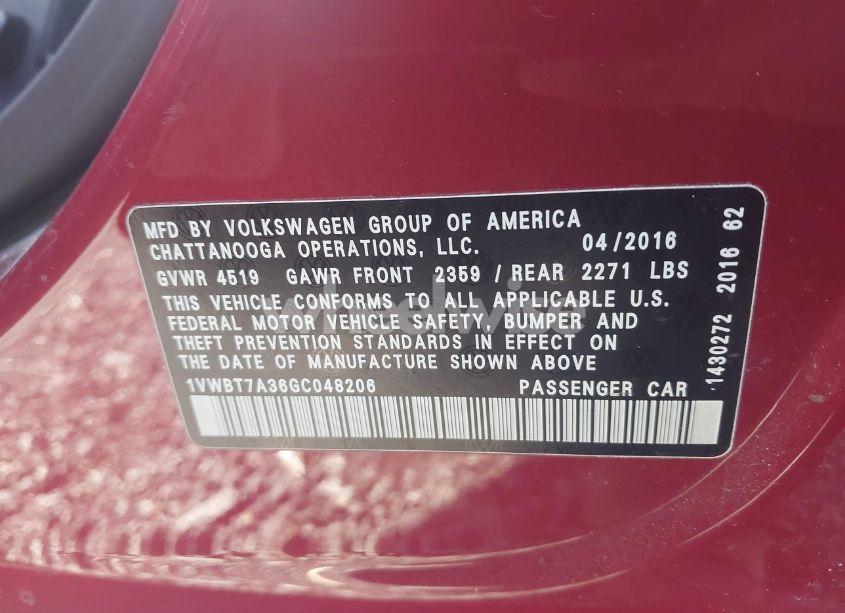 MFD BY VOLKSWAGEN GROUP OF AMERICA
CHATTANOOGA OPERATIONS, LLC. 04/2016
GVWR 4519 GAWR FRONT 2359 / REAR 2271 LBS
THIS VEHICLE CONFORMS TO ALL APPLICABLE U.S.
FEDERAL MOTOR VEHICLE SAFETY, BUMPER AND
THEFT PREVENTION STANDARDS IN EFFECT ON
THE DATE OF MANUFACTURE SHOWN ABOVE
1VWBT7A36GC048206 PASSENGER CAR
1430272 2016 62